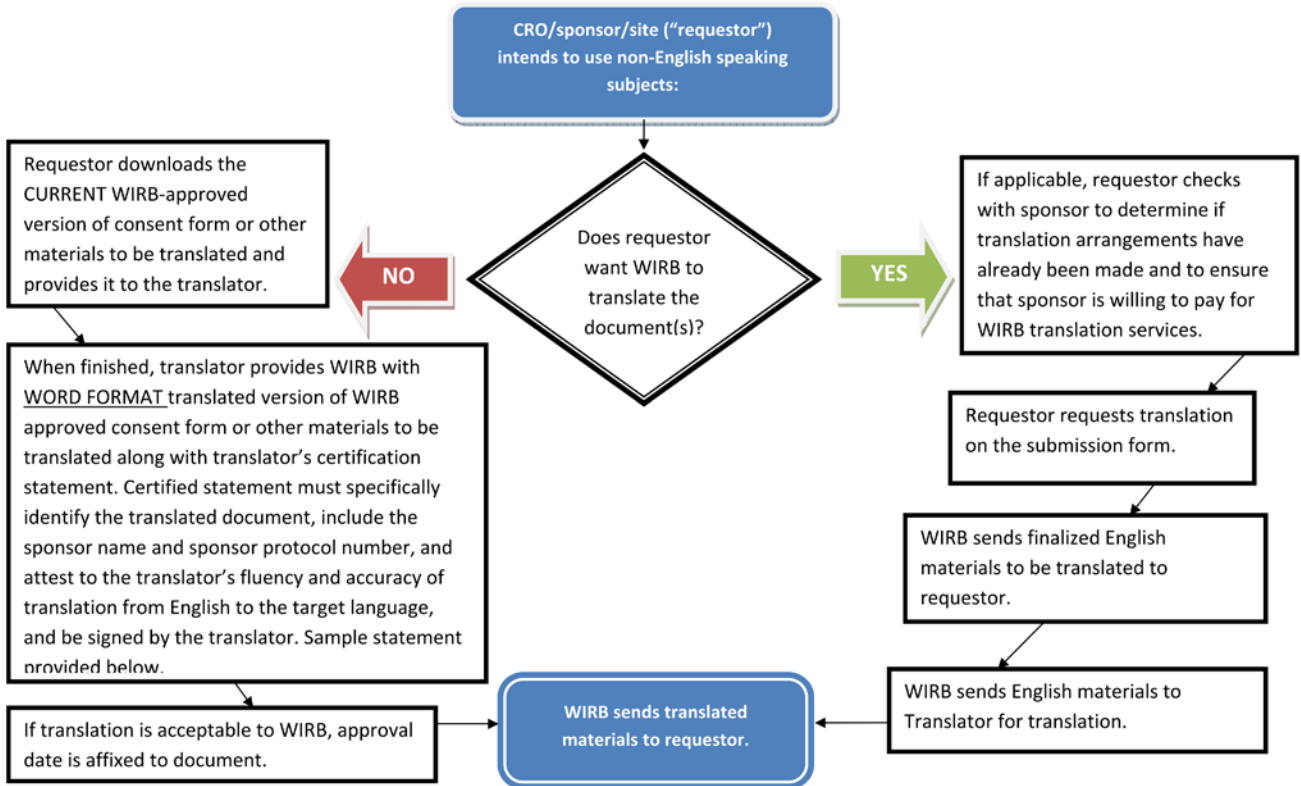 CRO/sponsor/site (“requestor”)
intends to use non-English speaking
subjects:
Does requestor
want WIRB to
translate the
document(s)?
NO
Requestor downloads the
CURRENT WIRB-approved
version of consent form or other
materials to be translated and
provides it to the translator.
When finished, translator provides WIRB with
WORD FORMAT translated version of WIRB
approved consent form or other materials to be
translated along with translator’s certification
statement. Certified statement must specifically
identify the translated document, include the
sponsor name and sponsor protocol number, and
attest to the translator’s fluency and accuracy of
translation from English to the target language,
and be signed by the translator. Sample statement
provided below.
If translation is acceptable to WIRB, approval
date is affixed to document.
YES
If applicable, requestor checks
with sponsor to determine if
translation arrangements have
already been made and to ensure
that sponsor is willing to pay for
WIRB translation services.
Requestor requests translation
on the submission form.
WIRB sends finalized English
materials to be translated to
requestor.
WIRB sends English materials to
Translator for translation.
WIRB sends translated
materials to requestor.